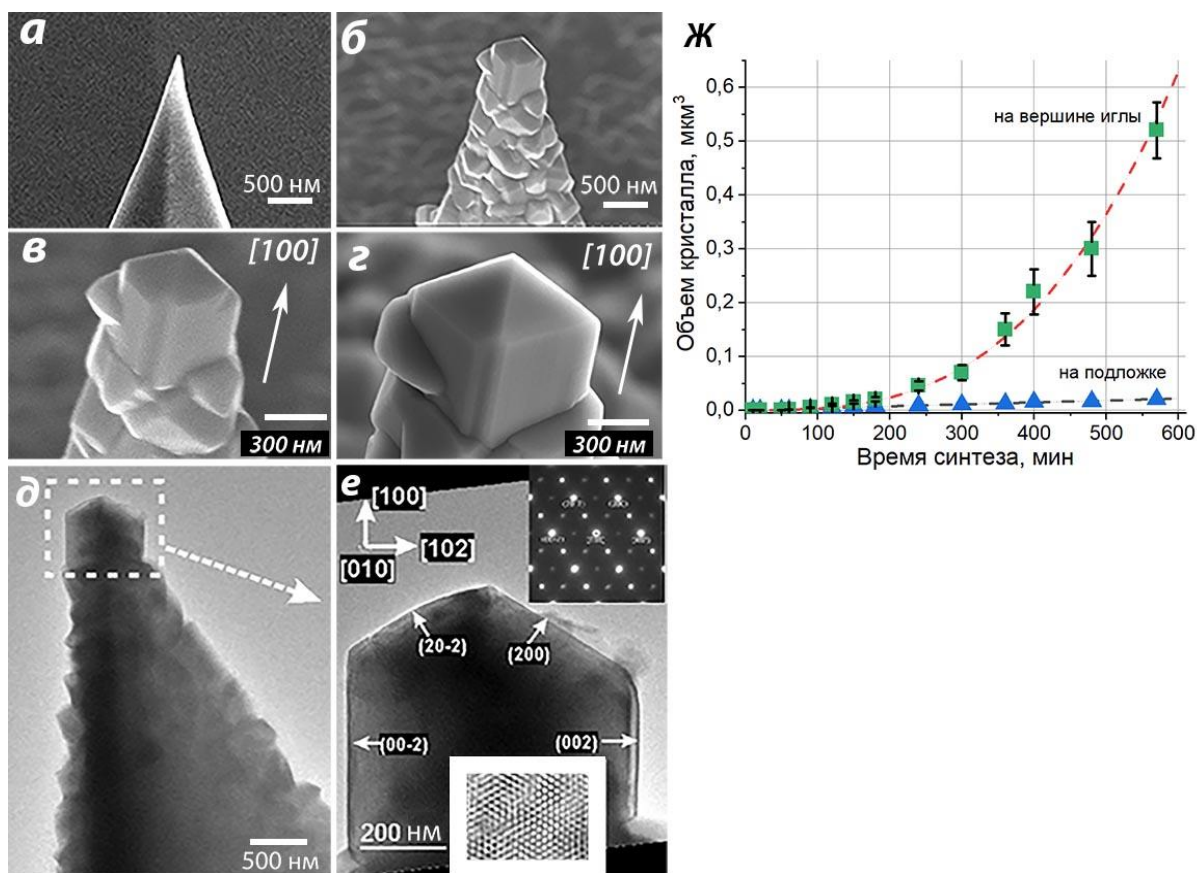 а
500 нм
б
500 нм
в
[100]
300 нм
г
[100]
300 нм
д
500 нм
е
[100]
[102]
[010]
(20-2)
(200)
(00-2)
(002)
200 нм
Ж
Объем кристалла, мкм³
0,6
0,5
0,4
0,3
0,2
0,1
0,0
на вершине иглы
на подложке
0 100 200 300 400 500 600
Время синтеза, мин